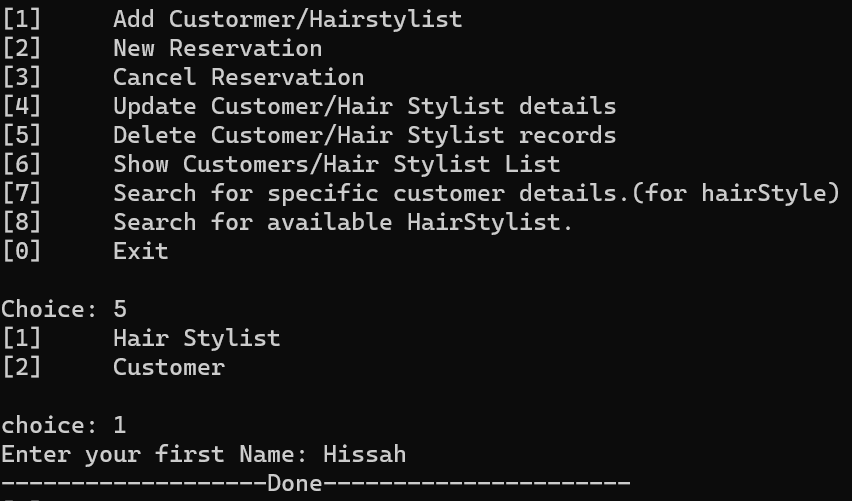 [1]     Add Custormer/Hairstylist
[2]     New Reservation
[3]     Cancel Reservation
[4]     Update Customer/Hair Stylist details
[5]     Delete Customer/Hair Stylist records
[6]     Show Customers/Hair Stylist List
[7]     Search for specific customer details.(for hairStyle)
[8]     Search for available HairStylist.
[0]     Exit
Choice: 5
[1]     Hair Stylist
[2]     Customer
choice: 1
Enter your first Name: Hissah
-------------------Done----------------------